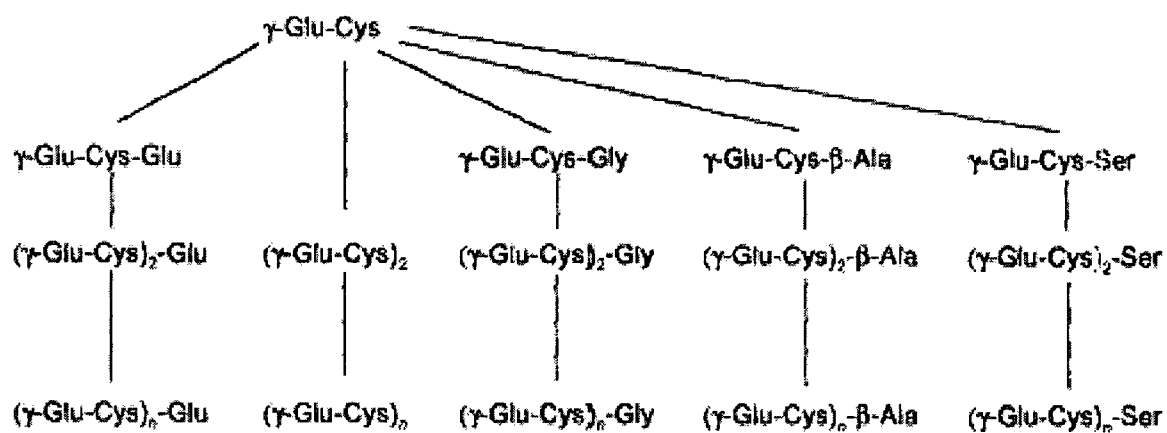 γ-Glu-Cys
γ-Glu-Cys-Glu γ-Glu-Cys-Gly γ-Glu-Cys-β-Ala γ-Glu-Cys-Ser
(γ-Glu-Cys)₂-Glu (γ-Glu-Cys)₂ (γ-Glu-Cys)₂-Gly (γ-Glu-Cys)₂-β-Ala (γ-Glu-Cys)₂-Ser
(γ-Glu-Cys)ₙ-Glu (γ-Glu-Cys)ₙ (γ-Glu-Cys)ₙ-Gly (γ-Glu-Cys)ₙ-β-Ala (γ-Glu-Cys)ₙ-Ser